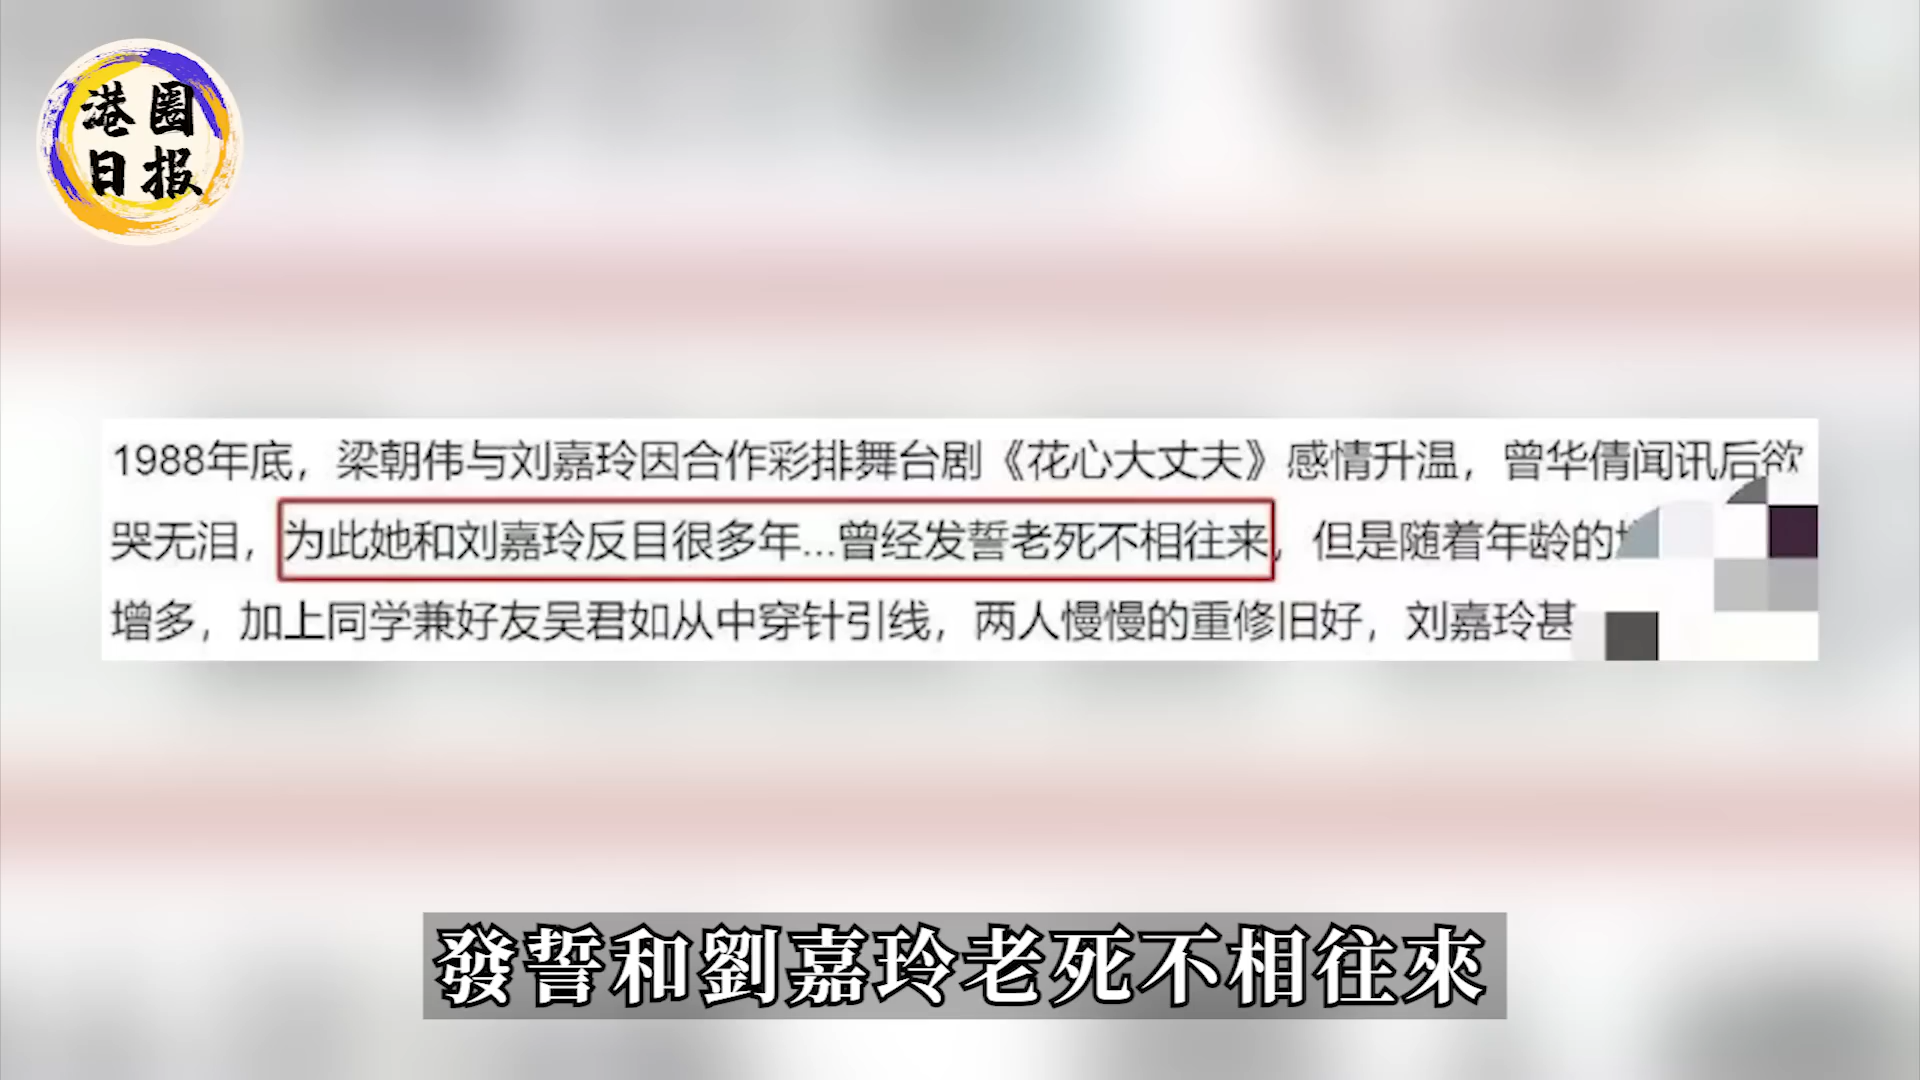 港圈
日报
1988年底，梁朝伟与刘嘉玲因合作彩排舞台剧《花心大丈夫》感情升温，曾华倩闻讯后欲
哭无泪，为此她和刘嘉玲反目很多年...曾经发誓老死不相往来，但是随着年龄的
增多，加上同学兼好友吴君如从中穿针引线，两人慢慢的重修旧好，刘嘉玲甚
發誓和劉嘉玲老死不相往來